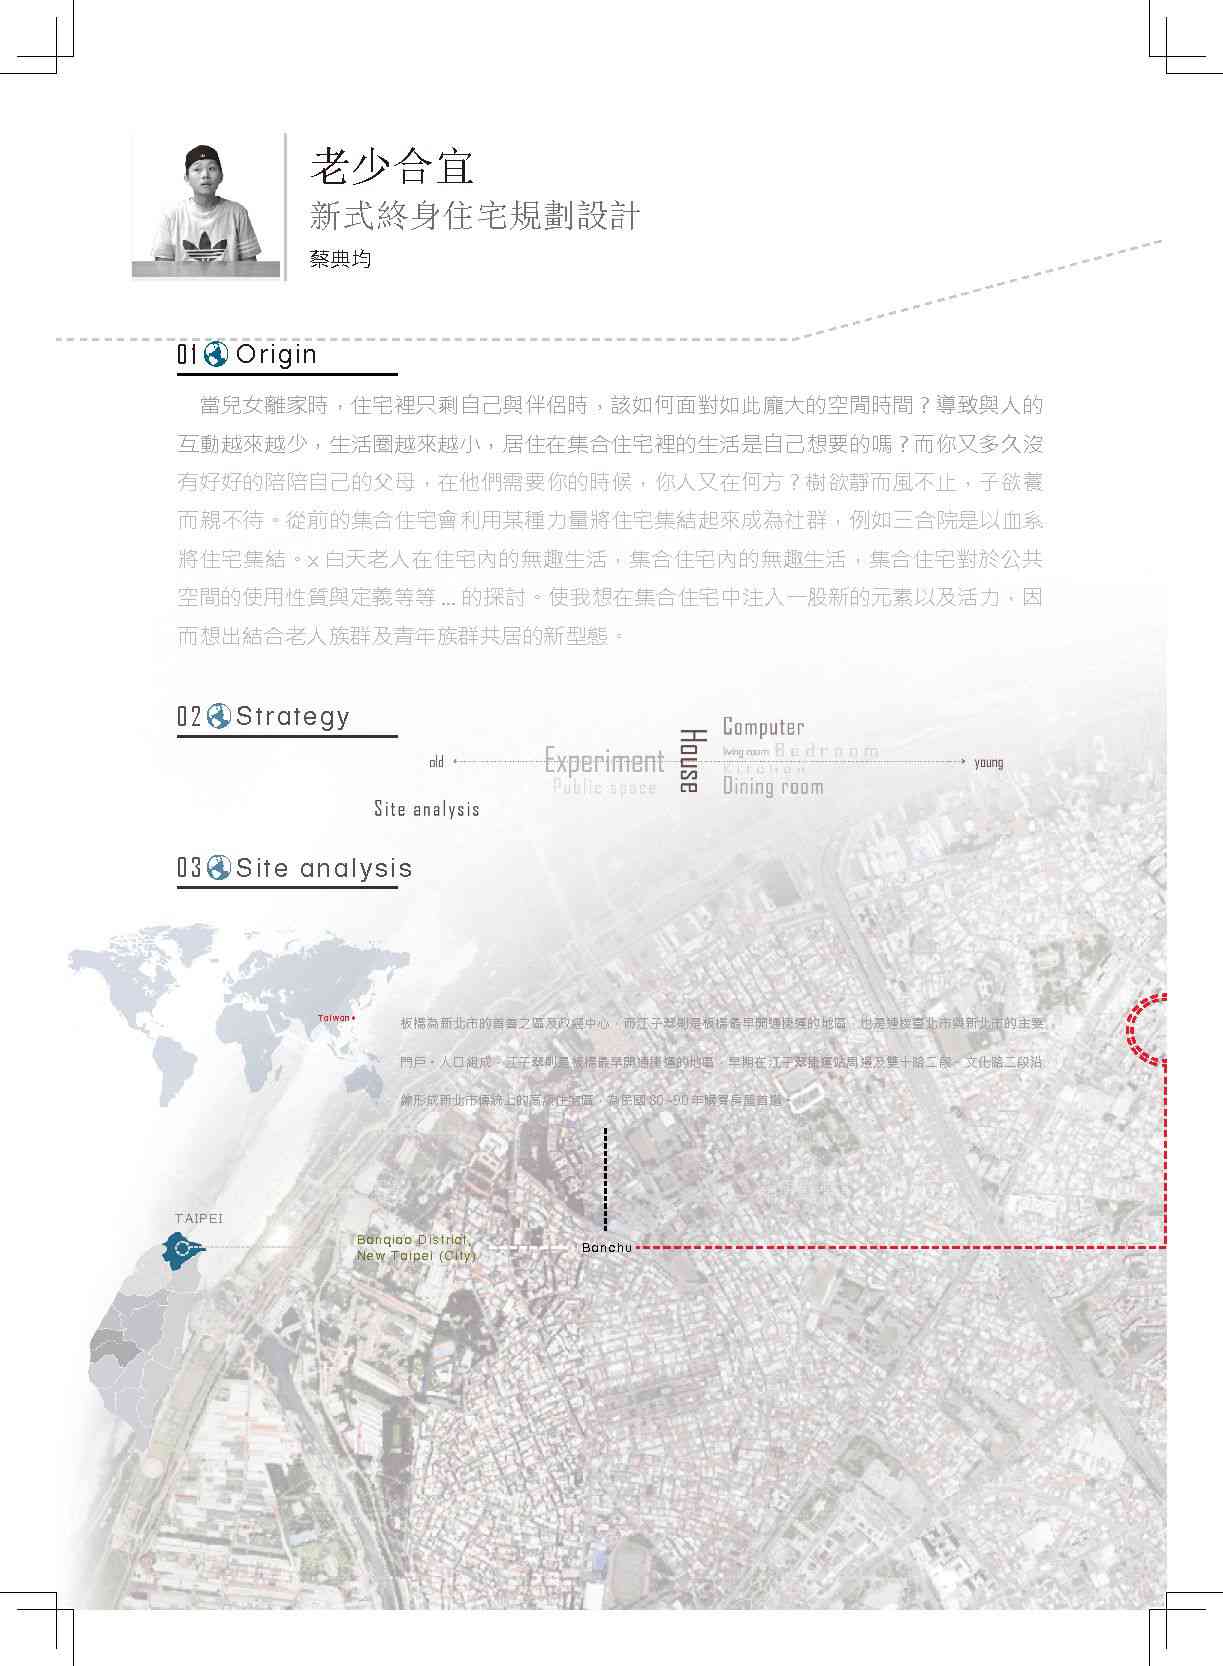 老少合宜
新式終身住宅規劃設計
蔡典均
01 Origin
當兒女離家時，住宅裡只剩自己與伴侶時，該如何面對如此龐大的空閒時間？導致與人的
互動越來越少，生活圈越來越小，居住在集合住宅裡的生活是自己想要的嗎？而你又多久沒
有好好的陪陪自己的父母，在他們需要你的時候，你人又在何方？樹欲靜而風不止，子欲養
而親不待。從前的集合住宅會利用某種力量將住宅集結起來成為社群，例如三合院是以血系
將住宅集結。x 白天老人在住宅內的無趣生活，集合住宅內的無趣生活，集合住宅對於公共
空間的使用性質與定義等等 ... 的探討。使我想在集合住宅中注入一股新的元素以及活力，因
而想出結合老人族群及青年族群共居的新型態。
02 Strategy
old
Experiment
Public space
House
Computer
living room Bedroom
Kitchen
Dining room
young
Site analysis
03 Site analysis
Taiwan
板橋為新北市的首善之區及政經中心，而江子翠則是板橋最早開通捷運的地區，也是連接臺北市與新北市的主要
門戶。人口組成，江子翠則是板橋最早開通捷運的地區，早期在江子翠捷運站周邊及雙十路二段、文化路二段沿
線形成新北市傳統上的高級住宅區，為民國 80~90 年購買房屋首選。
TAIPEI
Banqiao District,
New Taipei (City)
Banchu